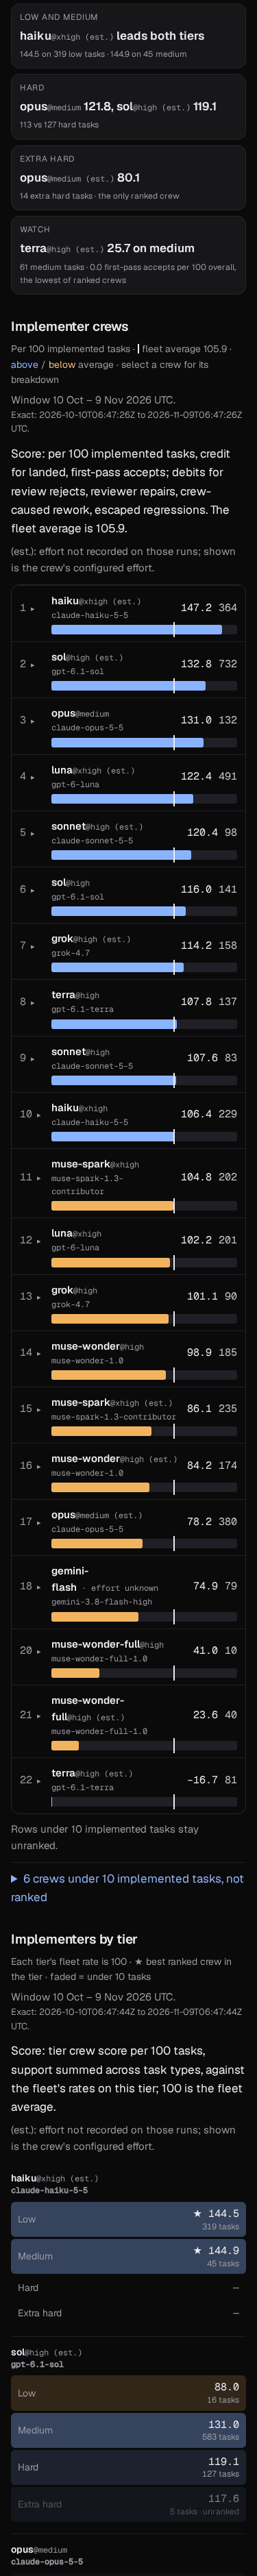 LOW AND MEDIUM
haiku@xhigh (est.) leads both tiers
144.5 on 319 low tasks · 144.9 on 45 medium
HARD
opus@medium 121.8, sol@high (est.) 119.1
113 vs 127 hard tasks
EXTRA HARD
opus@medium (est.) 80.1
14 extra hard tasks · the only ranked crew
WATCH
terra@high (est.) 25.7 on medium
61 medium tasks · 0.0 first-pass accepts per 100 overall,
the lowest of ranked crews
Implementer crews
Per 100 implemented tasks · | fleet average 105.9 ·
above / below average · select a crew for its
breakdown
Window 10 Oct – 9 Nov 2026 UTC.
Exact: 2026-10-10T06:47:26Z to 2026-11-09T06:47:26Z
UTC.
Score: per 100 implemented tasks, credit
for landed, first-pass accepts; debits for
review rejects, reviewer repairs, crew-
caused rework, escaped regressions. The
fleet average is 105.9.
(est.): effort not recorded on those runs; shown
is the crew's configured effort.
1 ▸ haiku@xhigh (est.) 147.2 364
claude-haiku-5-5
2 ▸ sol@high (est.) 132.8 732
gpt-6.1-sol
3 ▸ opus@medium 131.0 132
claude-opus-5-5
4 ▸ luna@xhigh (est.) 122.4 491
gpt-6-luna
5 ▸ sonnet@high (est.) 120.4 98
claude-sonnet-5-5
6 ▸ sol@high 116.0 141
gpt-6.1-sol
7 ▸ grok@high (est.) 114.2 158
grok-4.7
8 ▸ terra@high 107.8 137
gpt-6.1-terra
9 ▸ sonnet@high 107.6 83
claude-sonnet-5-5
10 ▸ haiku@xhigh 106.4 229
claude-haiku-5-5
11 ▸ muse-spark@xhigh 104.8 202
muse-spark-1.3-
contributor
12 ▸ luna@xhigh 102.2 201
gpt-6-luna
13 ▸ grok@high 101.1 90
grok-4.7
14 ▸ muse-wonder@high 98.9 185
muse-wonder-1.0
15 ▸ muse-spark@xhigh (est.) 86.1 235
muse-spark-1.3-contributor
16 ▸ muse-wonder@high (est.) 84.2 174
muse-wonder-1.0
17 ▸ opus@medium (est.) 78.2 380
claude-opus-5-5
gemini-
18 ▸ flash · effort unknown 74.9 79
gemini-3.8-flash-high
20 ▸ muse-wonder-full@high 41.0 10
muse-wonder-full-1.0
muse-wonder-
21 ▸ full@high (est.) 23.6 40
muse-wonder-full-1.0
22 ▸ terra@high (est.) −16.7 81
gpt-6.1-terra
Rows under 10 implemented tasks stay
unranked.
▶ 6 crews under 10 implemented tasks, not
ranked
Implementers by tier
Each tier's fleet rate is 100 · ★ best ranked crew in
the tier · faded = under 10 tasks
Window 10 Oct – 9 Nov 2026 UTC.
Exact: 2026-10-10T06:47:44Z to 2026-11-09T06:47:44Z
UTC.
Score: tier crew score per 100 tasks,
support summed across task types, against
the fleet's rates on this tier; 100 is the fleet
average.
(est.): effort not recorded on those runs; shown
is the crew's configured effort.
haiku@xhigh (est.)
claude-haiku-5-5
Low ★ 144.5
319 tasks
Medium ★ 144.9
45 tasks
Hard —
Extra hard —
sol@high (est.)
gpt-6.1-sol
Low 88.0
16 tasks
Medium 131.0
583 tasks
Hard 119.1
127 tasks
Extra hard 117.6
5 tasks · unranked
opus@medium
claude-opus-5-5